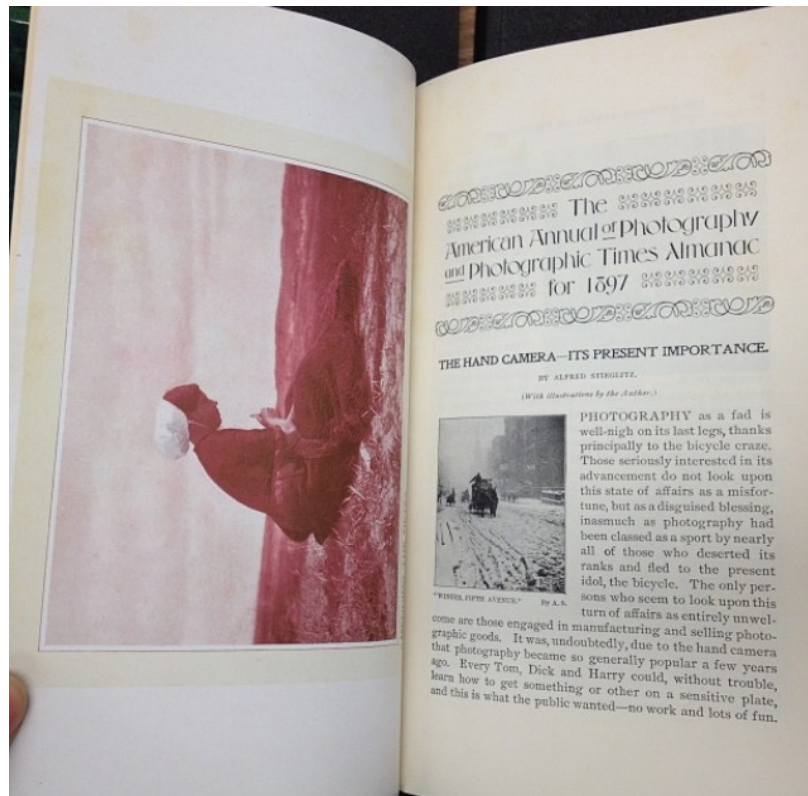 The
American Annual of Photography
and Photographic Times Almanac
for 1897
THE HAND CAMERA—ITS PRESENT IMPORTANCE.
BY ALFRED STIEGLITZ.
(With illustrations by the Author.)
PHOTOGRAPHY as a fad is
well-nigh on its last legs, thanks
principally to the bicycle craze.
Those seriously interested in its
advancement do not look upon
this state of affairs as a misfor-
tune, but as a disguised blessing,
inasmuch as photography had
been classed as a sport by nearly
all of those who deserted its
ranks and fled to the present
idol, the bicycle. The only per-
sons who seem to look upon this
turn of affairs as entirely unwel-
"WINTER, FIFTH AVENUE." By A. S.
come are those engaged in manufacturing and selling photo-
graphic goods. It was, undoubtedly, due to the hand camera
that photography became so generally popular a few years
ago. Every Tom, Dick and Harry could, without trouble,
learn how to get something or other on a sensitive plate,
and this is what the public wanted—no work and lots of fun.